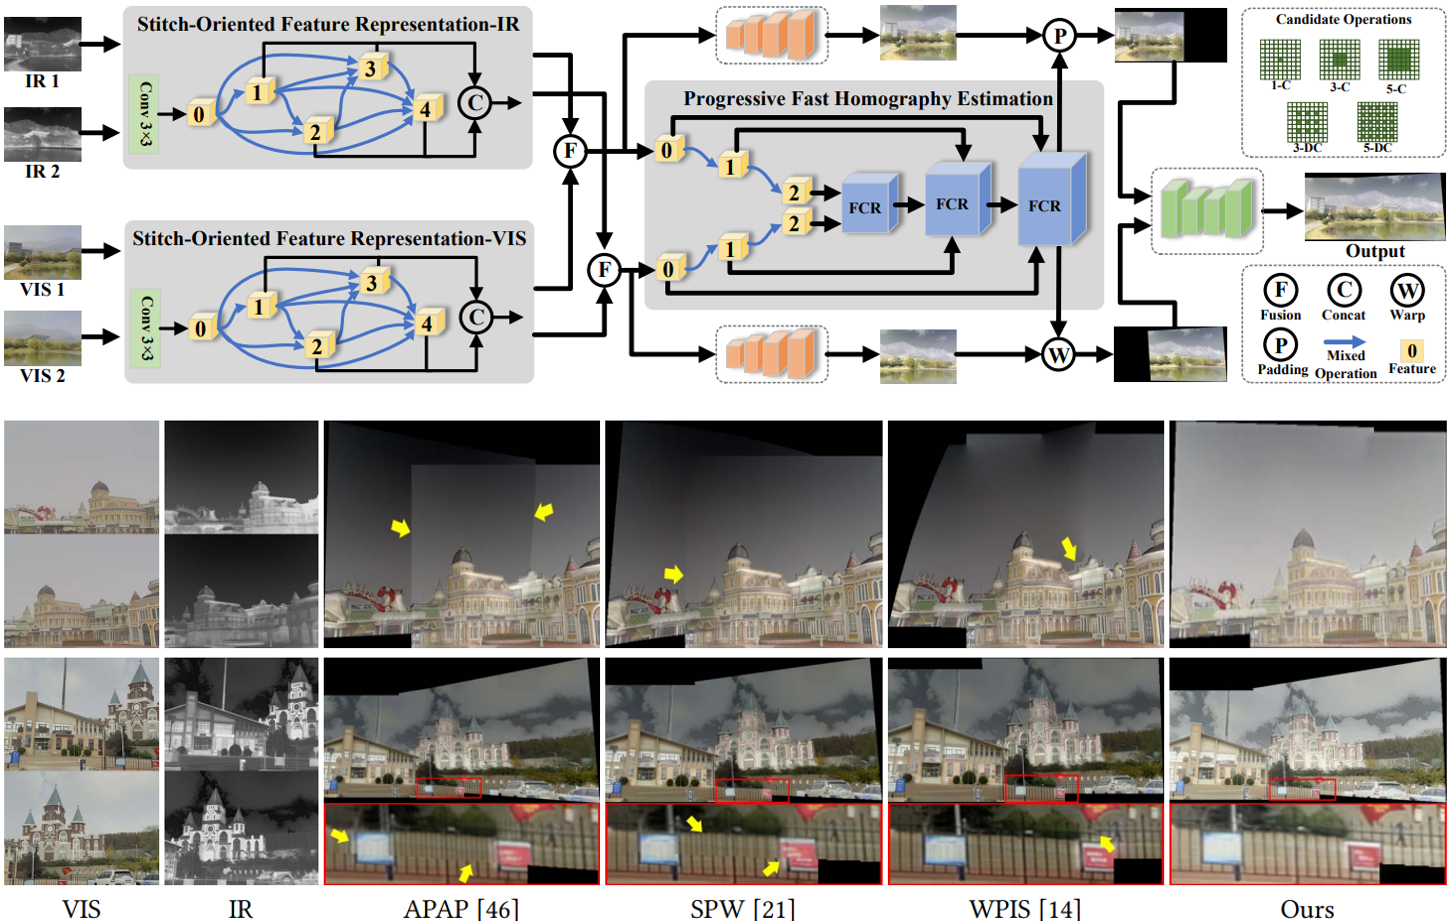 Stitch-Oriented Feature Representation-IR
IR 1
IR 2
Conv 3×3
0
1
2
3
4
C
Stitch-Oriented Feature Representation-VIS
VIS 1
VIS 2
Conv 3×3
0
1
2
3
4
C
F
F
Progressive Fast Homography Estimation
0
1
2
2
1
0
FCR
FCR
FCR
P
W
Candidate Operations
1-C
3-C
5-C
3-DC
5-DC
Output
F
C
W
Fusion
Concat
Warp
P
0
Padding
Mixed
Operation
Feature
VIS
IR
APAP [46]
SPW [21]
WPIS [14]
Ours